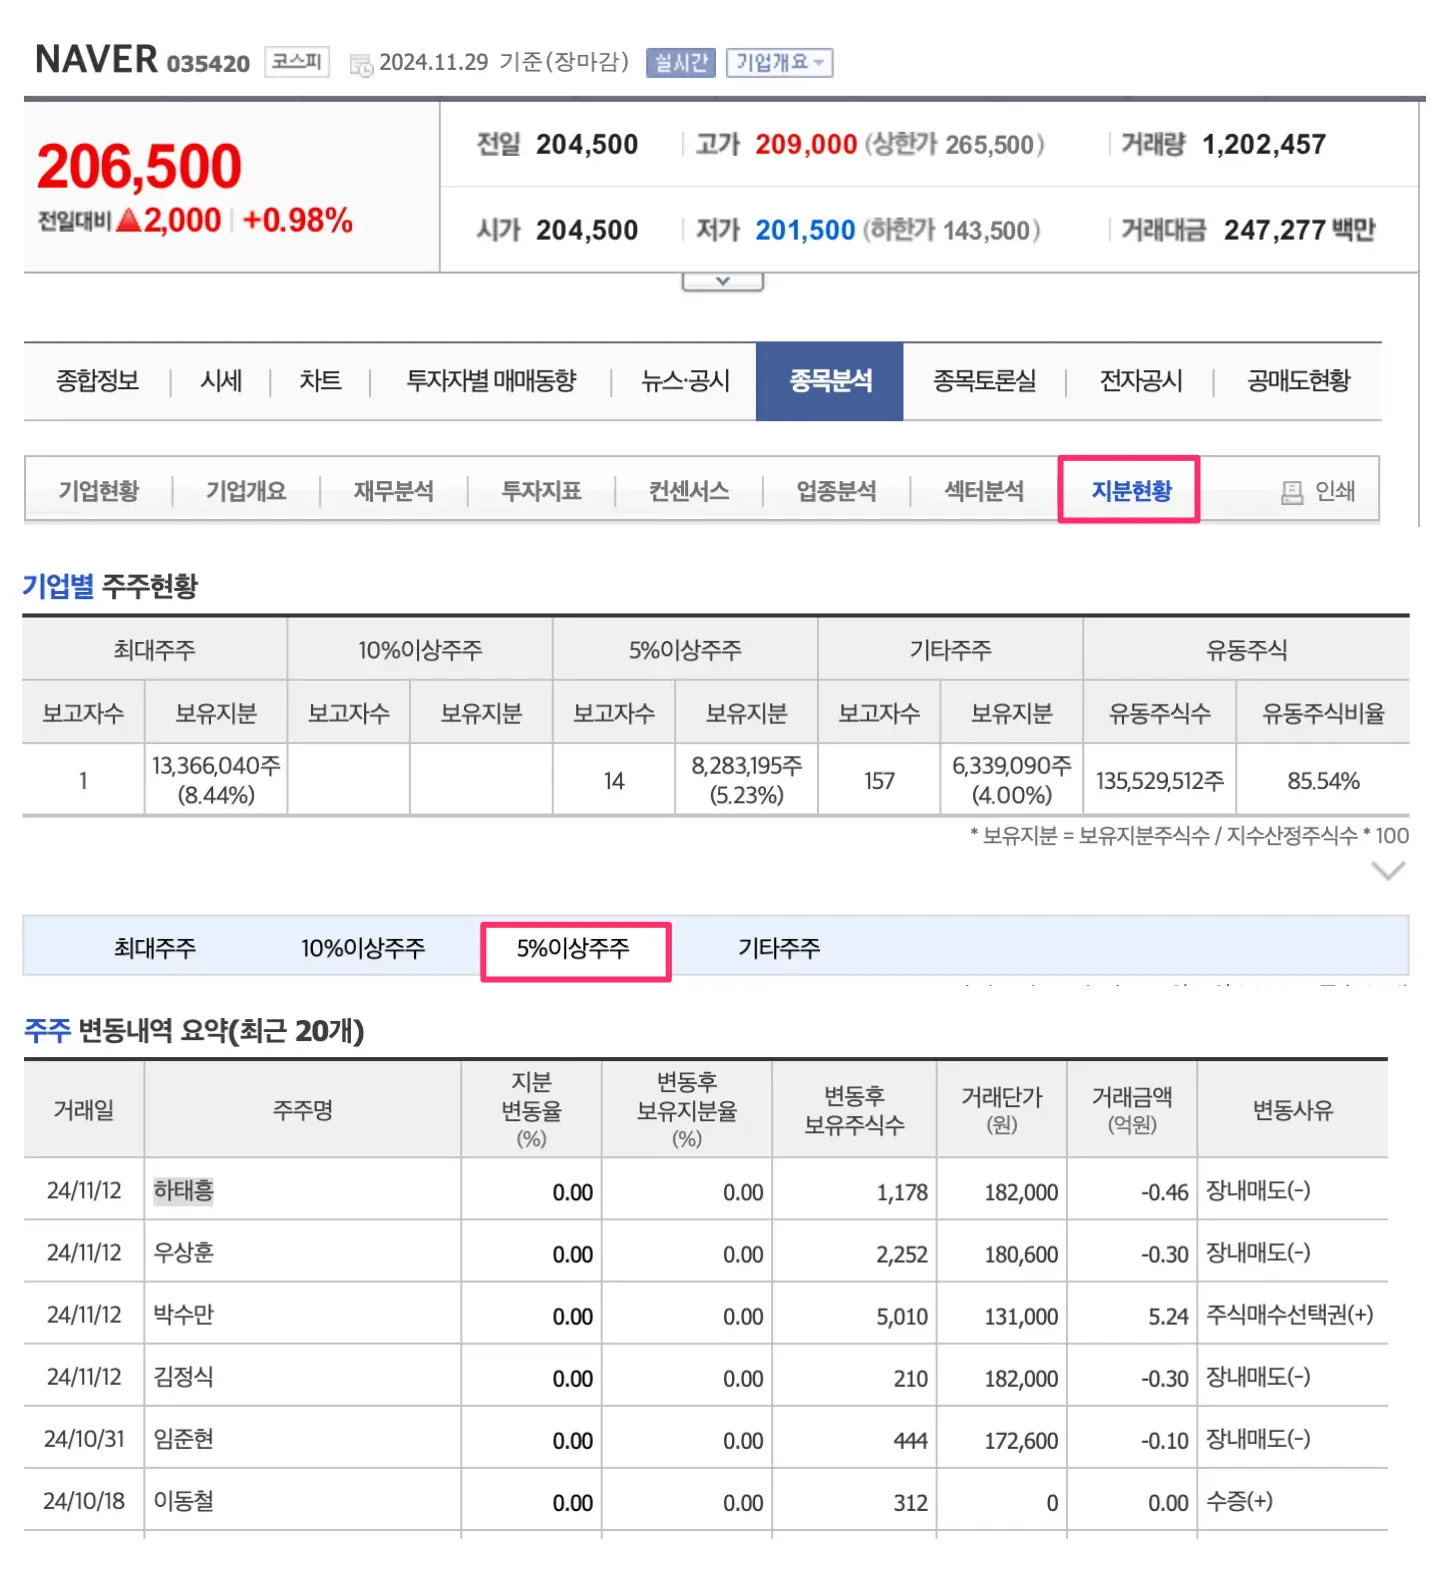 NAVER 035420 코스피 2024.11.29 기준(장마감) 실시간 기업개요
206,500
전일대비 ▲2,000 +0.98%
전일 204,500 고가 209,000 (상한가 265,500) 거래량 1,202,457
시가 204,500 저가 201,500 (하한가 143,500) 거래대금 247,277 백만
종합정보 시세 차트 투자자별 매매동향 뉴스·공시 종목분석 종목토론실 전자공시 공매도현황
기업현황 기업개요 재무분석 투자지표 컨센서스 업종분석 섹터분석 지분현황 인쇄
기업별 주주현황
최대주주 10%이상주주 5%이상주주 기타주주 유동주식
보고자수 보유지분 보고자수 보유지분 보고자수 보유지분 보고자수 보유지분 유동주식수 유동주식비율
1 13,366,040주 (8.44%) 14 8,283,195주 (5.23%) 157 6,339,090주 (4.00%) 135,529,512주 85.54%
* 보유지분 = 보유지분주식수 / 지수산정주식수 * 100
최대주주 10%이상주주 5%이상주주 기타주주
주주 변동내역 요약(최근 20개)
거래일 주주명 지분 변동율 (%) 변동후 보유지분율 (%) 변동후 보유주식수 거래단가 (원) 거래금액 (억원) 변동사유
24/11/12 하태흥 0.00 0.00 1,178 182,000 -0.46 장내매도(-)
24/11/12 우상훈 0.00 0.00 2,252 180,600 -0.30 장내매도(-)
24/11/12 박수만 0.00 0.00 5,010 131,000 5.24 주식매수선택권(+)
24/11/12 김정식 0.00 0.00 210 182,000 -0.30 장내매도(-)
24/10/31 임준현 0.00 0.00 444 172,600 -0.10 장내매도(-)
24/10/18 이동철 0.00 0.00 312 0 0.00 수증(+)